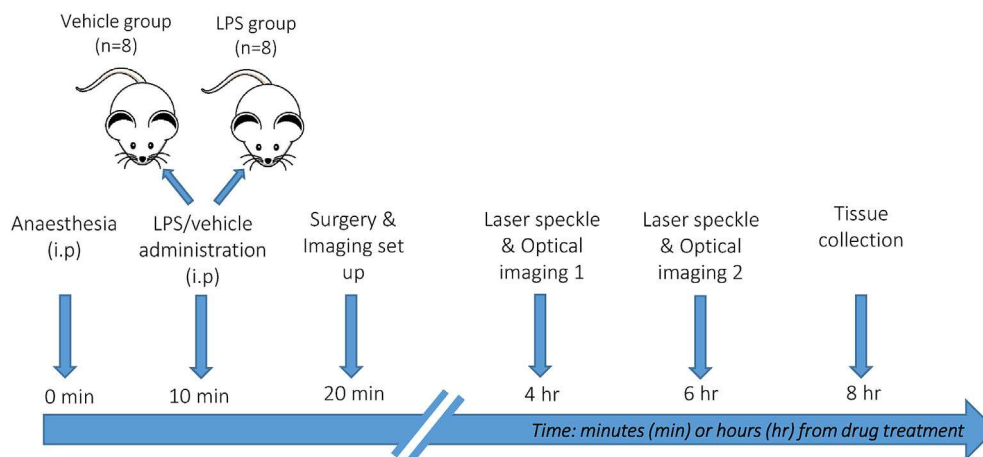 Vehicle group
(n=8)
LPS group
(n=8)
Anaesthesia
(i.p)
LPS/vehicle
administration
(i.p)
Surgery &
Imaging set
up
Laser speckle
& Optical
imaging 1
Laser speckle
& Optical
imaging 2
Tissue
collection
0 min
10 min
20 min
4 hr
6 hr
8 hr
Time: minutes (min) or hours (hr) from drug treatment